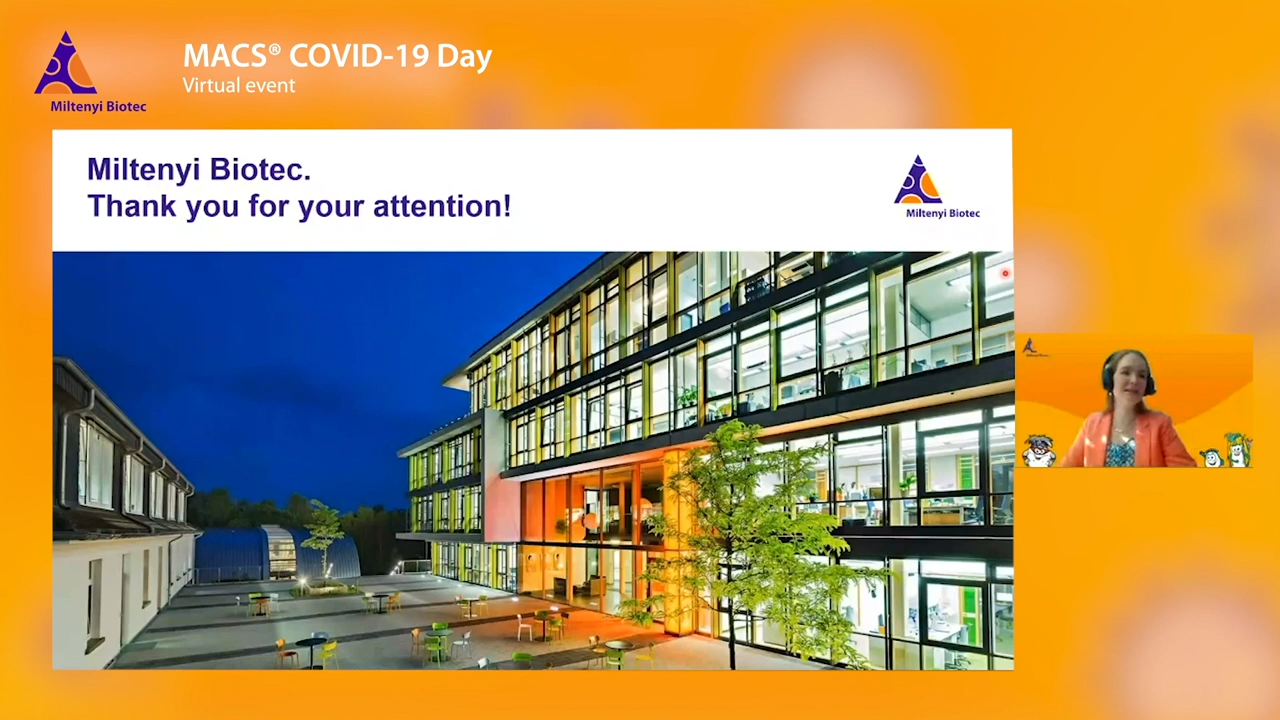 MACS® COVID-19 Day
Virtual event
Miltenyi Biotec
Miltenyi Biotec.
Thank you for your attention!
Miltenyi Biotec